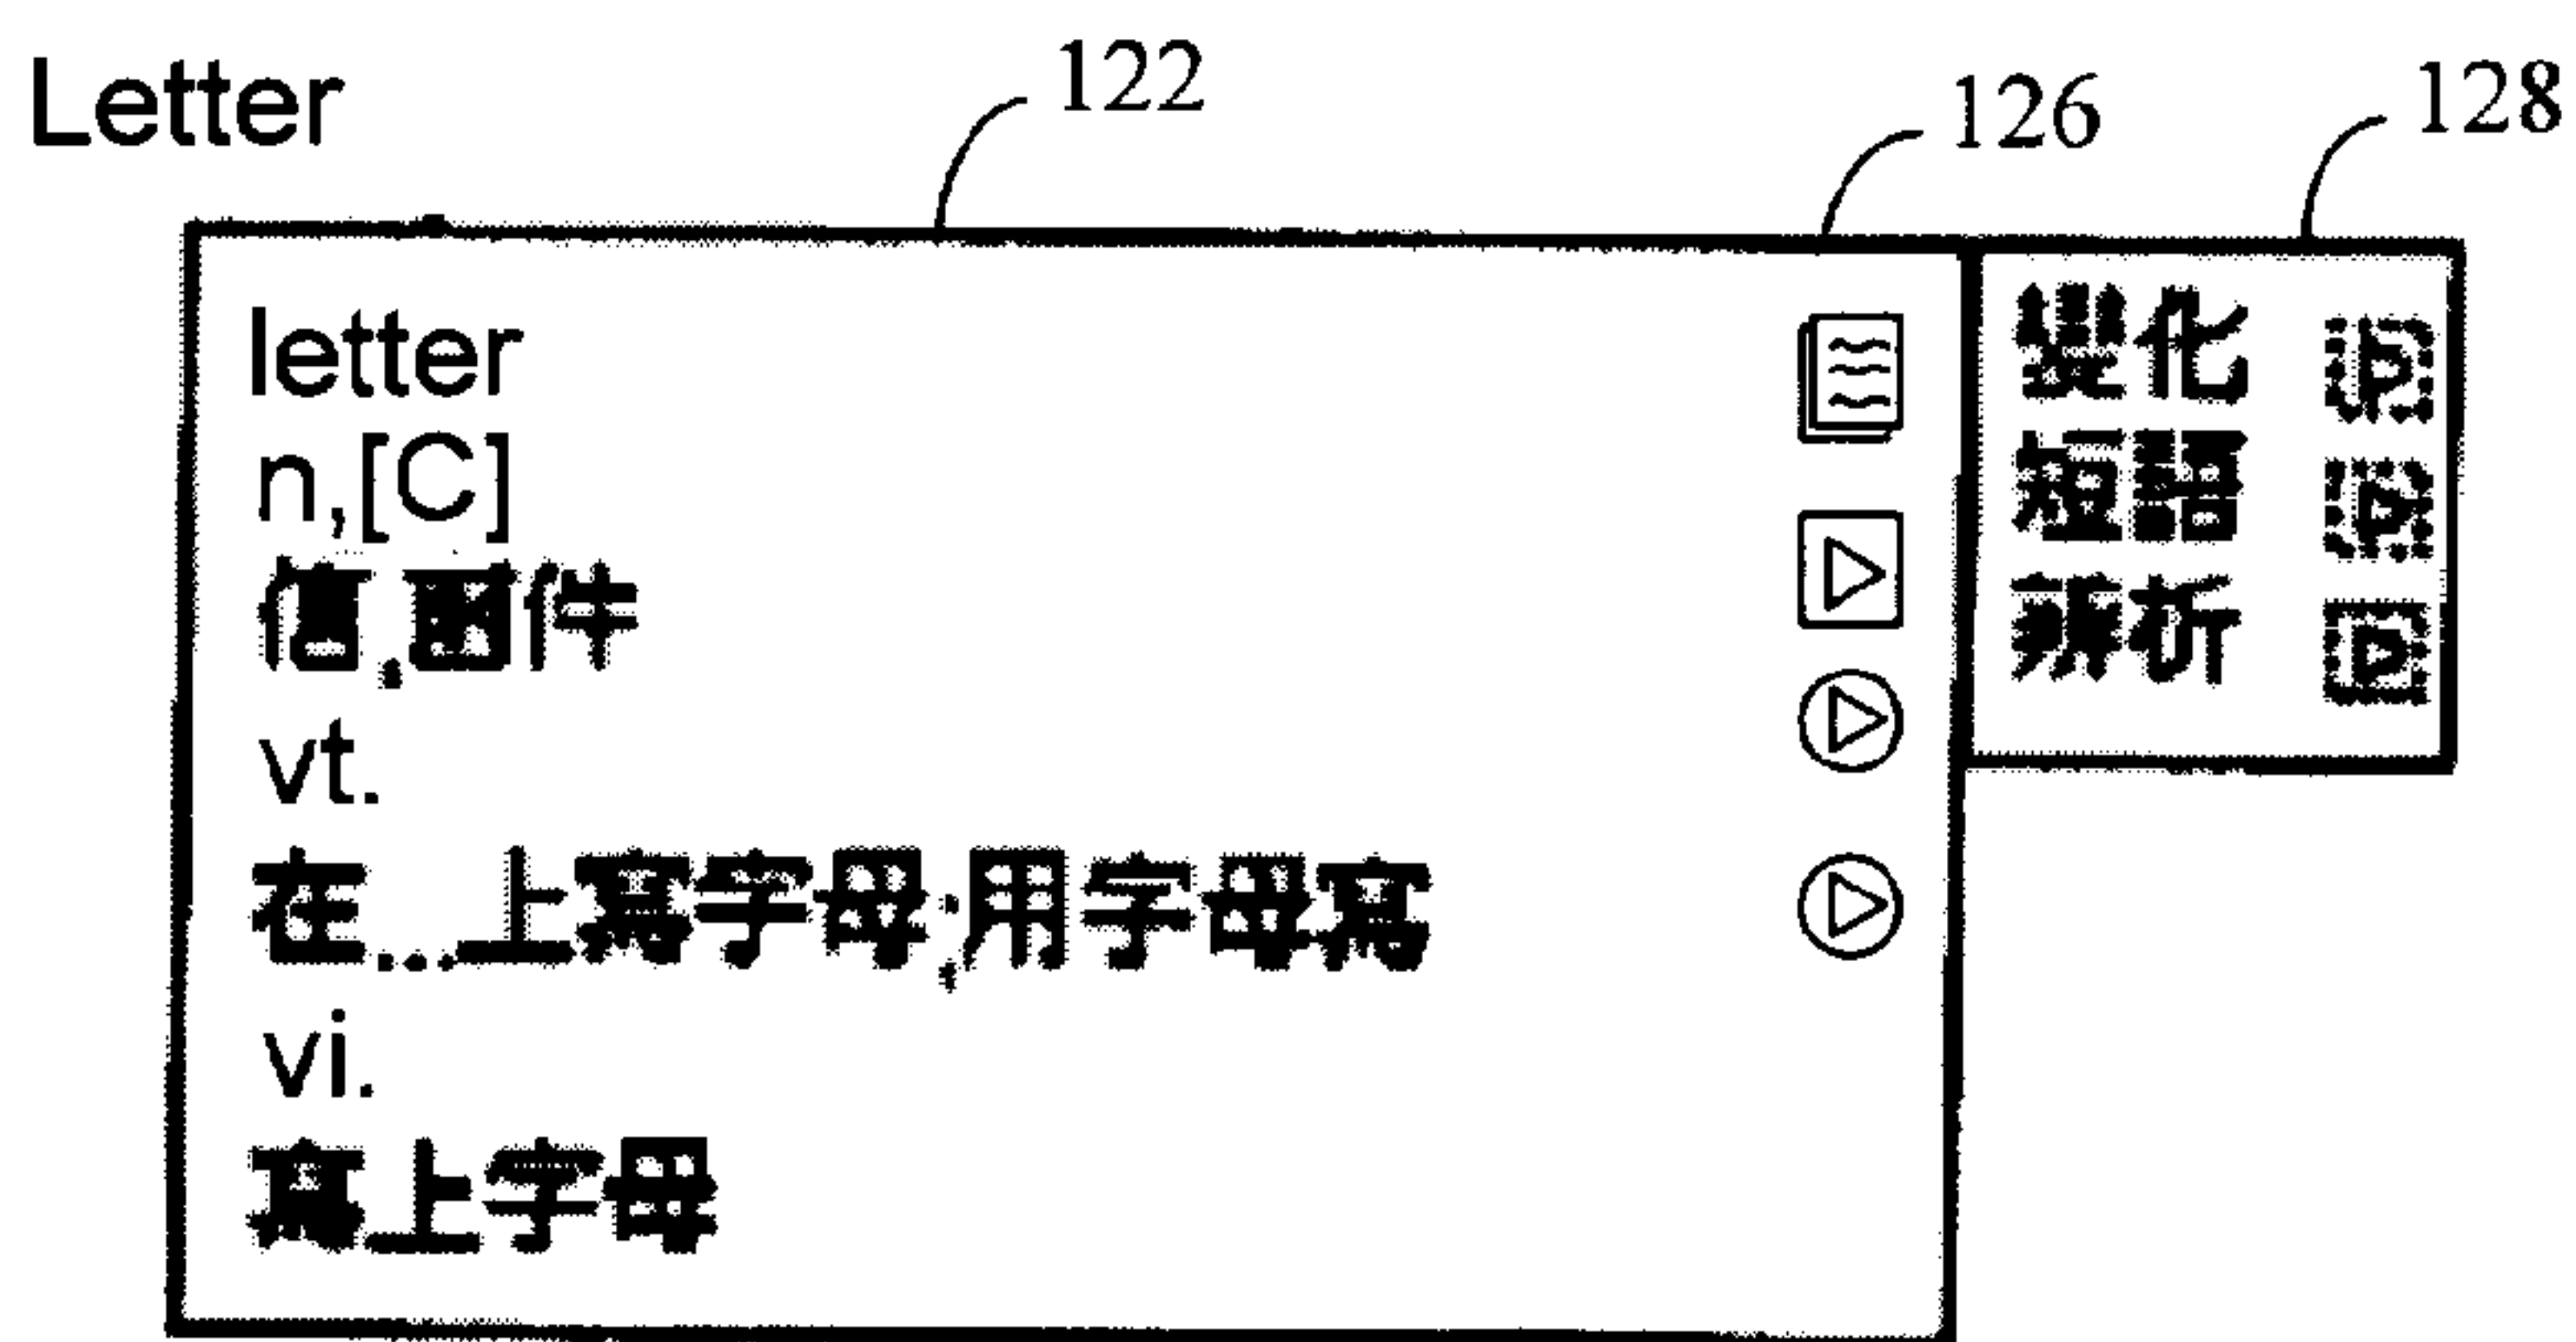 Letter
122
126
128
letter
n,[C]
信,函件
vt.
在...上寫字母;用字母寫
vi.
寫上字母
變化
短語
辨析